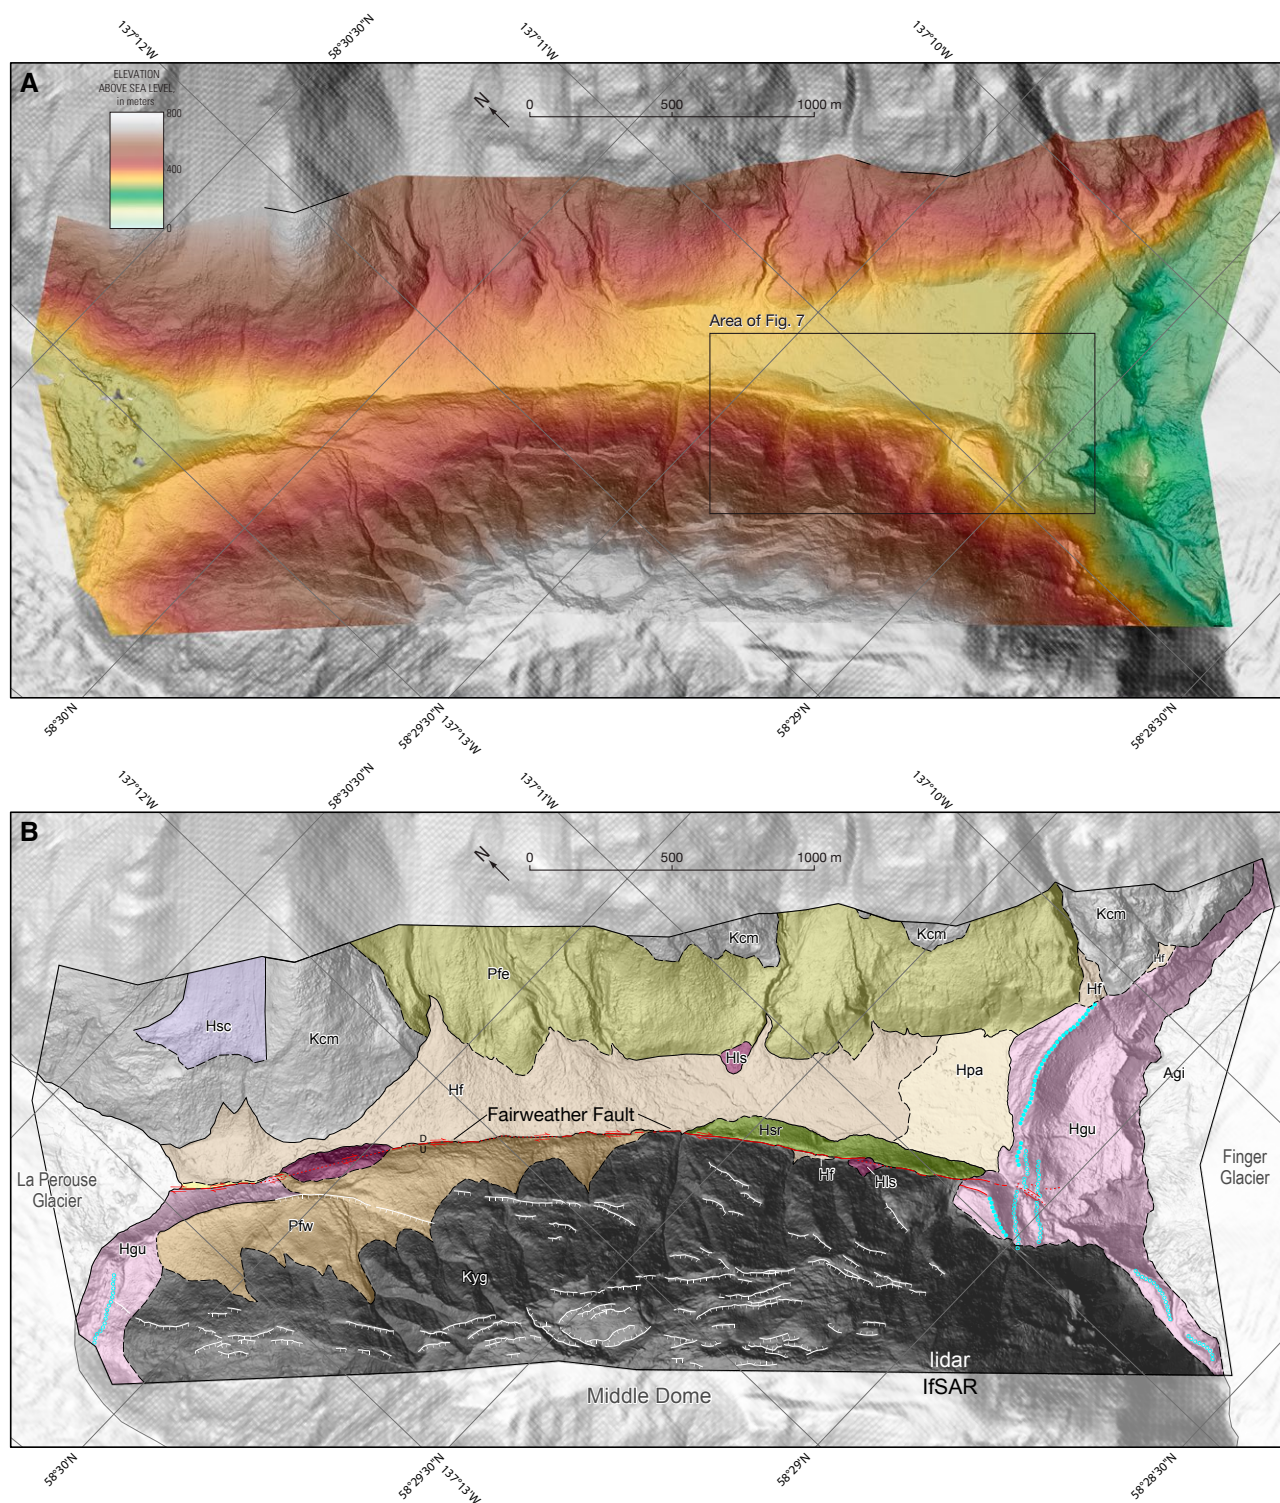 137°12'W
58°30'30"N
137°11'W
137°10'W
A
ELEVATION
ABOVE SEA LEVEL,
in meters
800
400
0
N
0 500 1000 m
Area of Fig. 7
58°30'N
58°29'30"N
137°13'W
58°29'N
58°28'30"N
137°12'W
58°30'30"N
137°11'W
137°10'W
B
N
0 500 1000 m
Kcm
Kcm
Kcm
Hf
Pfe
Hf
Hsc
Kcm
Hls
Hpa
Agi
Hf
Fairweather Fault
Hsr
Hgu
D
U
La Perouse
Glacier
Finger
Glacier
Hf
Hls
Pfw
Hgu
Kyg
lidar
IfSAR
Middle Dome
58°30'N
58°29'30"N
137°13'W
58°29'N
58°28'30"N